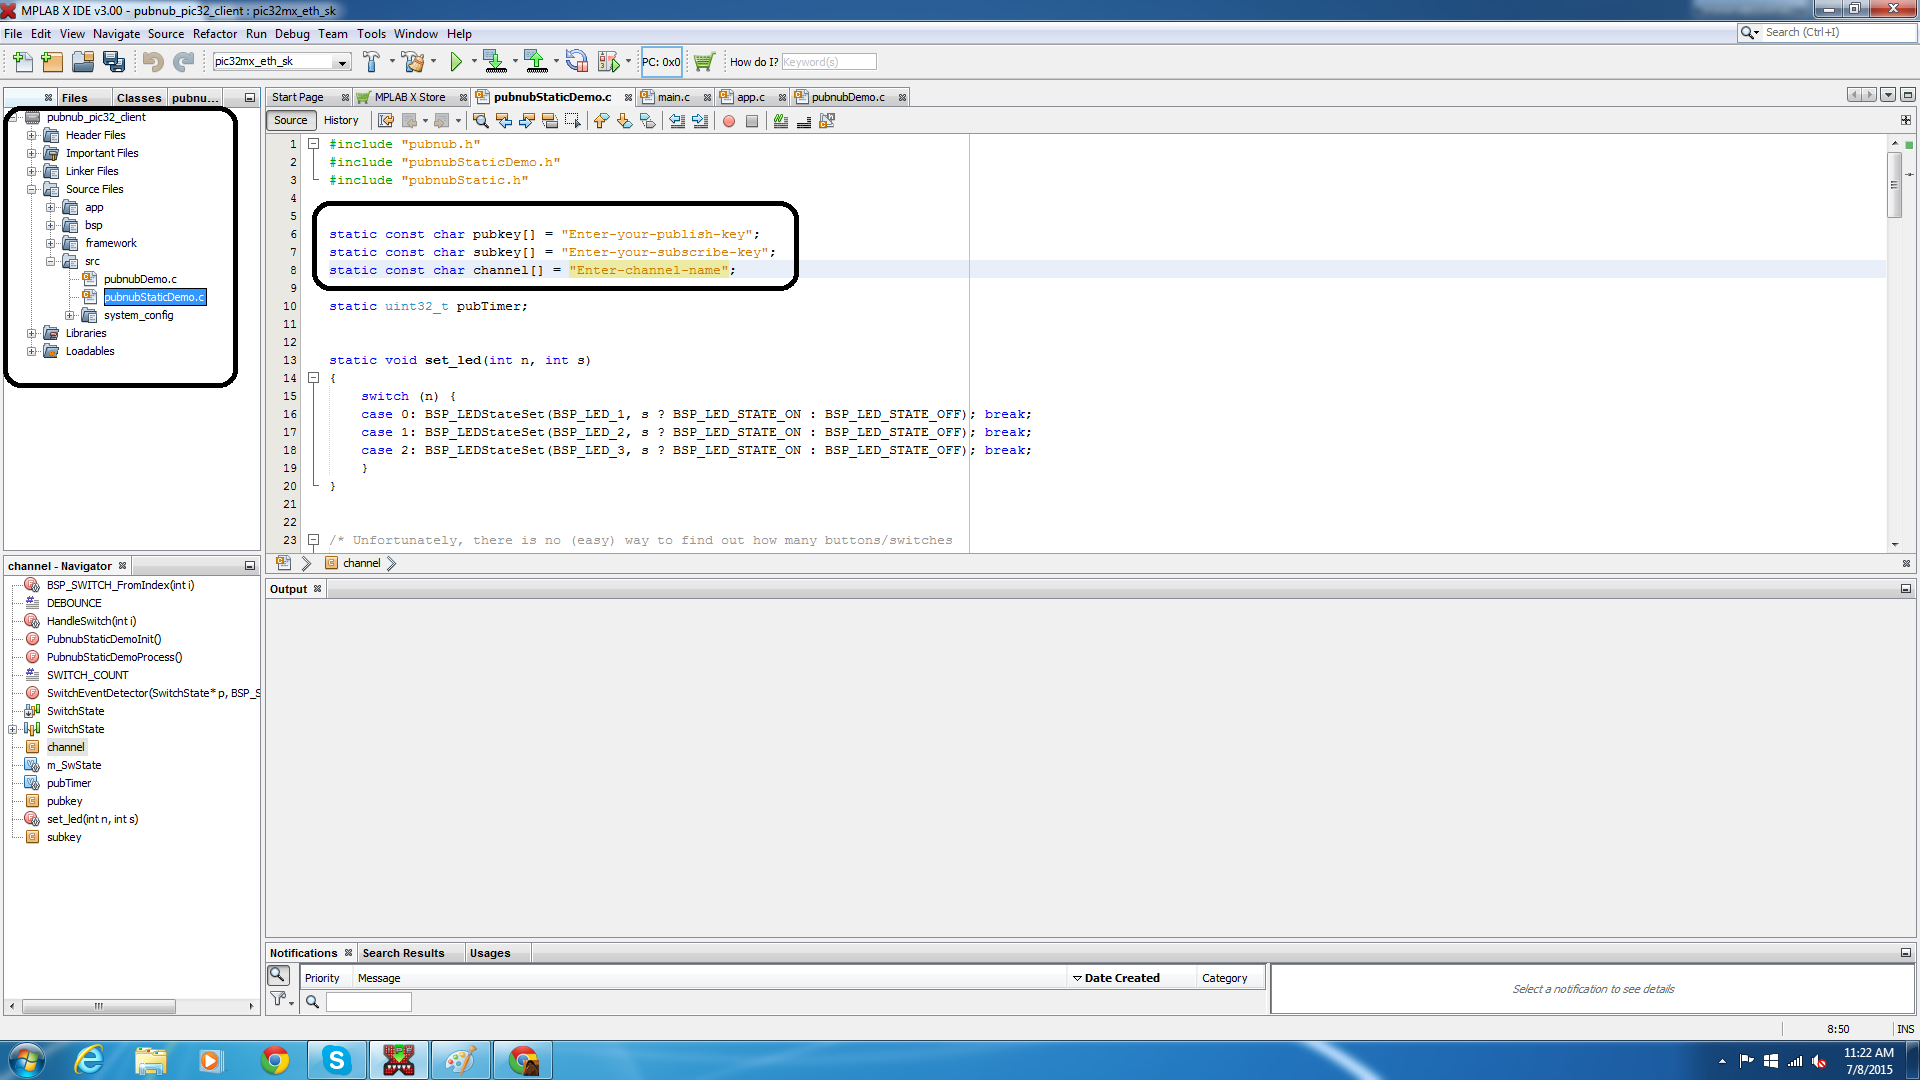 MPLAB X IDE v3.00 - pubnub_pic32_client : pic32mx_eth_sk
File Edit View Navigate Source Refactor Run Debug Team Tools Window Help
Search (Ctrl+I)
pic32mx_eth_sk
PC: 0x0
How do I?
Keyword(s)
Files Classes pubnu...
pubnub_pic32_client
Header Files
Important Files
Linker Files
Source Files
app
bsp
framework
src
pubnubDemo.c
pubnubStaticDemo.c
system_config
Libraries
Loadables
Start Page MPLAB X Store pubnubStaticDemo.c main.c app.c pubnubDemo.c
Source History
1 #include "pubnub.h"
2 #include "pubnubStaticDemo.h"
3 #include "pubnubStatic.h"
4
5
6 static const char pubkey[] = "Enter-your-publish-key";
7 static const char subkey[] = "Enter-your-subscribe-key";
8 static const char channel[] = "Enter-channel-name";
9
10 static uint32_t pubTimer;
11
12
13 static void set_led(int n, int s)
14 {
15 switch (n) {
16 case 0: BSP_LEDStateSet(BSP_LED_1, s ? BSP_LED_STATE_ON : BSP_LED_STATE_OFF); break;
17 case 1: BSP_LEDStateSet(BSP_LED_2, s ? BSP_LED_STATE_ON : BSP_LED_STATE_OFF); break;
18 case 2: BSP_LEDStateSet(BSP_LED_3, s ? BSP_LED_STATE_ON : BSP_LED_STATE_OFF); break;
19 }
20 }
21
22
23 /* Unfortunately, there is no (easy) way to find out how many buttons/switches
channel
channel - Navigator
BSP_SWITCH_FromIndex(int i)
DEBOUNCE
HandleSwitch(int i)
PubnubStaticDemoInit()
PubnubStaticDemoProcess()
SWITCH_COUNT
SwitchEventDetector(SwitchState* p, BSP_S
SwitchState
SwitchState
channel
m_SwState
pubTimer
pubkey
set_led(int n, int s)
subkey
Output
Notifications Search Results Usages
Priority Message Date Created Category
Select a notification to see details
8:50 INS
11:22 AM
7/8/2015